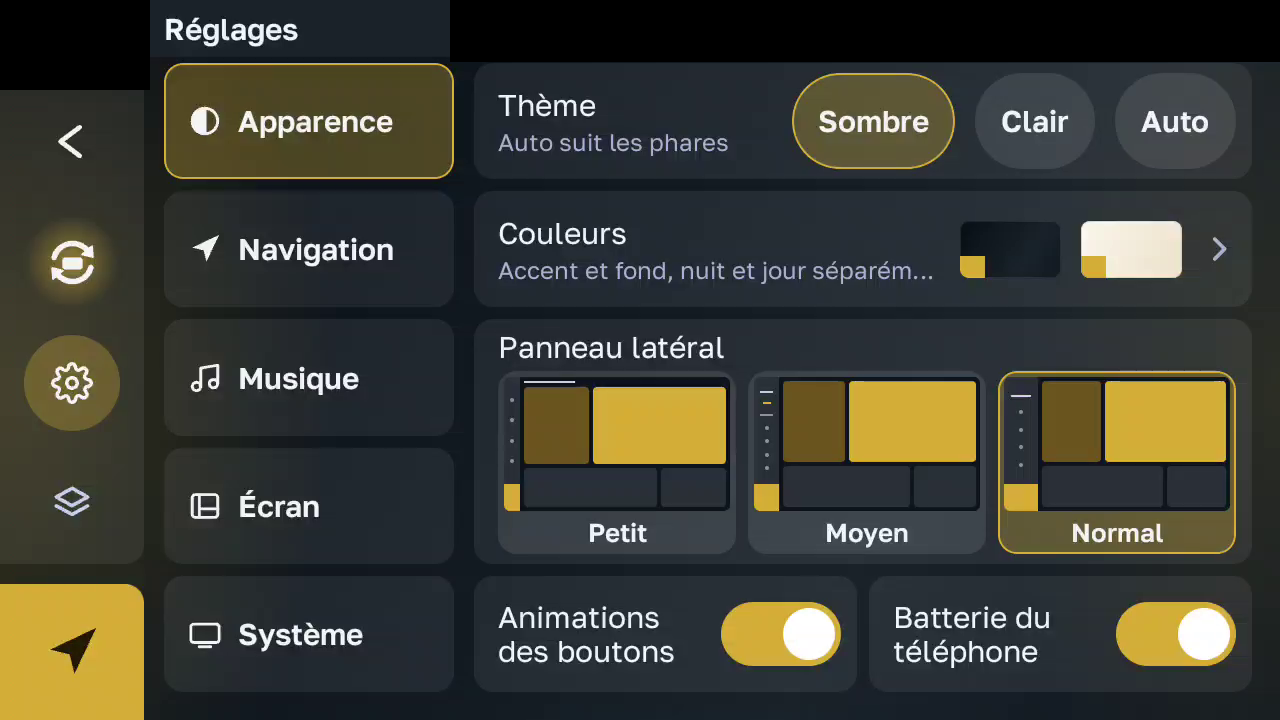 Réglages
Apparence
Thème
Auto suit les phares
Sombre
Clair
Auto
Navigation
Couleurs
Accent et fond, nuit et jour séparém...
Musique
Panneau latéral
Petit
Moyen
Normal
Écran
Système
Animations
des boutons
Batterie du
téléphone